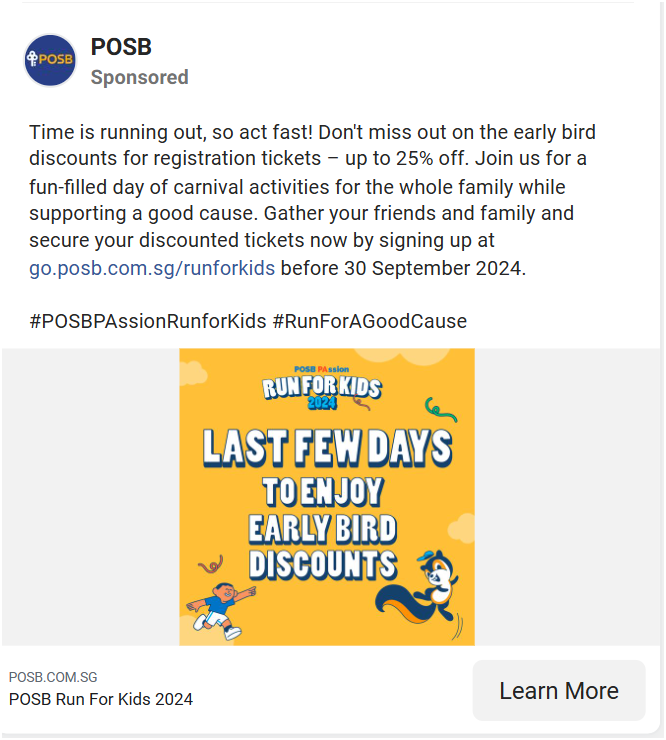 POSB
POSB
Sponsored
Time is running out, so act fast! Don't miss out on the early bird
discounts for registration tickets – up to 25% off. Join us for a
fun-filled day of carnival activities for the whole family while
supporting a good cause. Gather your friends and family and
secure your discounted tickets now by signing up at
go.posb.com.sg/runforkids before 30 September 2024.
#POSBPAssionRunforKids #RunForAGoodCause
POSB PAssion
RUN FOR KIDS
2024
LAST FEW DAYS
TO ENJOY
EARLY BIRD
DISCOUNTS
POSB.COM.SG
POSB Run For Kids 2024
Learn More